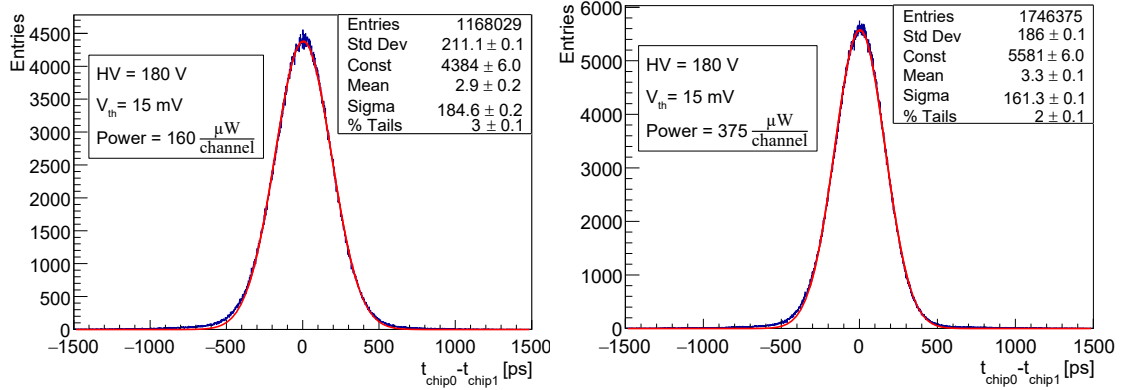 Entries
4500
4000
3500
3000
2500
2000
1500
1000
500
0
−1500 −1000 −500 0 500 1000 1500
t_chip0-t_chip1 [ps]
HV = 180 V
V_th= 15 mV
Power = 160 μW/channel
Entries 1168029
Std Dev 211.1 ± 0.1
Const 4384 ± 6.0
Mean 2.9 ± 0.2
Sigma 184.6 ± 0.2
% Tails 3 ± 0.1
Entries
6000
5000
4000
3000
2000
1000
0
−1500 −1000 −500 0 500 1000 1500
t_chip0-t_chip1 [ps]
HV = 180 V
V_th= 15 mV
Power = 375 μW/channel
Entries 1746375
Std Dev 186 ± 0.1
Const 5581 ± 6.0
Mean 3.3 ± 0.1
Sigma 161.3 ± 0.1
% Tails 2 ± 0.1